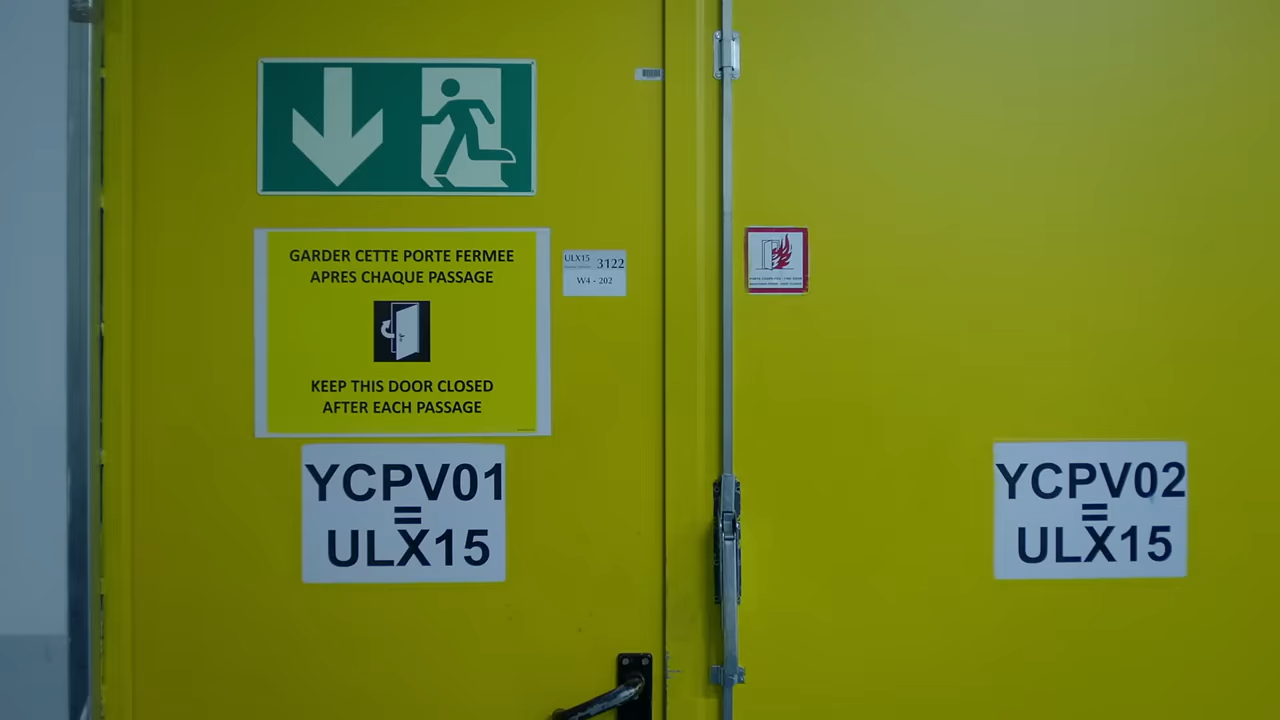 GARDER CETTE PORTE FERMEE
APRES CHAQUE PASSAGE
KEEP THIS DOOR CLOSED
AFTER EACH PASSAGE
ULX15
3122
W4 - 202
YCPV01
=
ULX15
YCPV02
=
ULX15